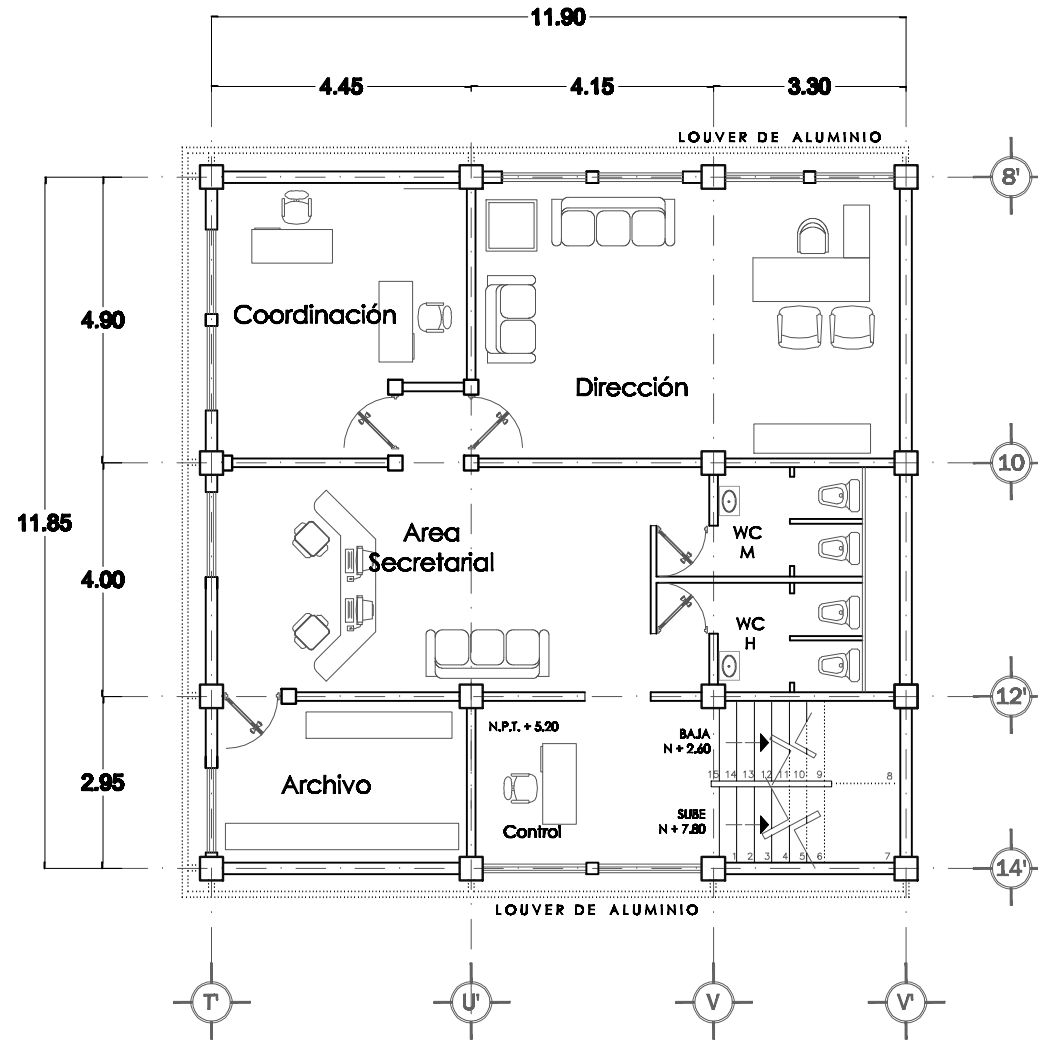 11.90
4.45
4.15
3.30
LOUVER DE ALUMINIO
8'
4.90
Coordinación
Dirección
10
11.85
4.00
Area
Secretarial
WC
M
WC
H
12'
N.P.T. + 5.20
BAJA
N + 2.60
2.95
Archivo
15 14 13 12 11 10 9 8
Control
SUBE
N + 7.80
1 2 3 4 5 6 7
14'
LOUVER DE ALUMINIO
T'
U'
V
V'